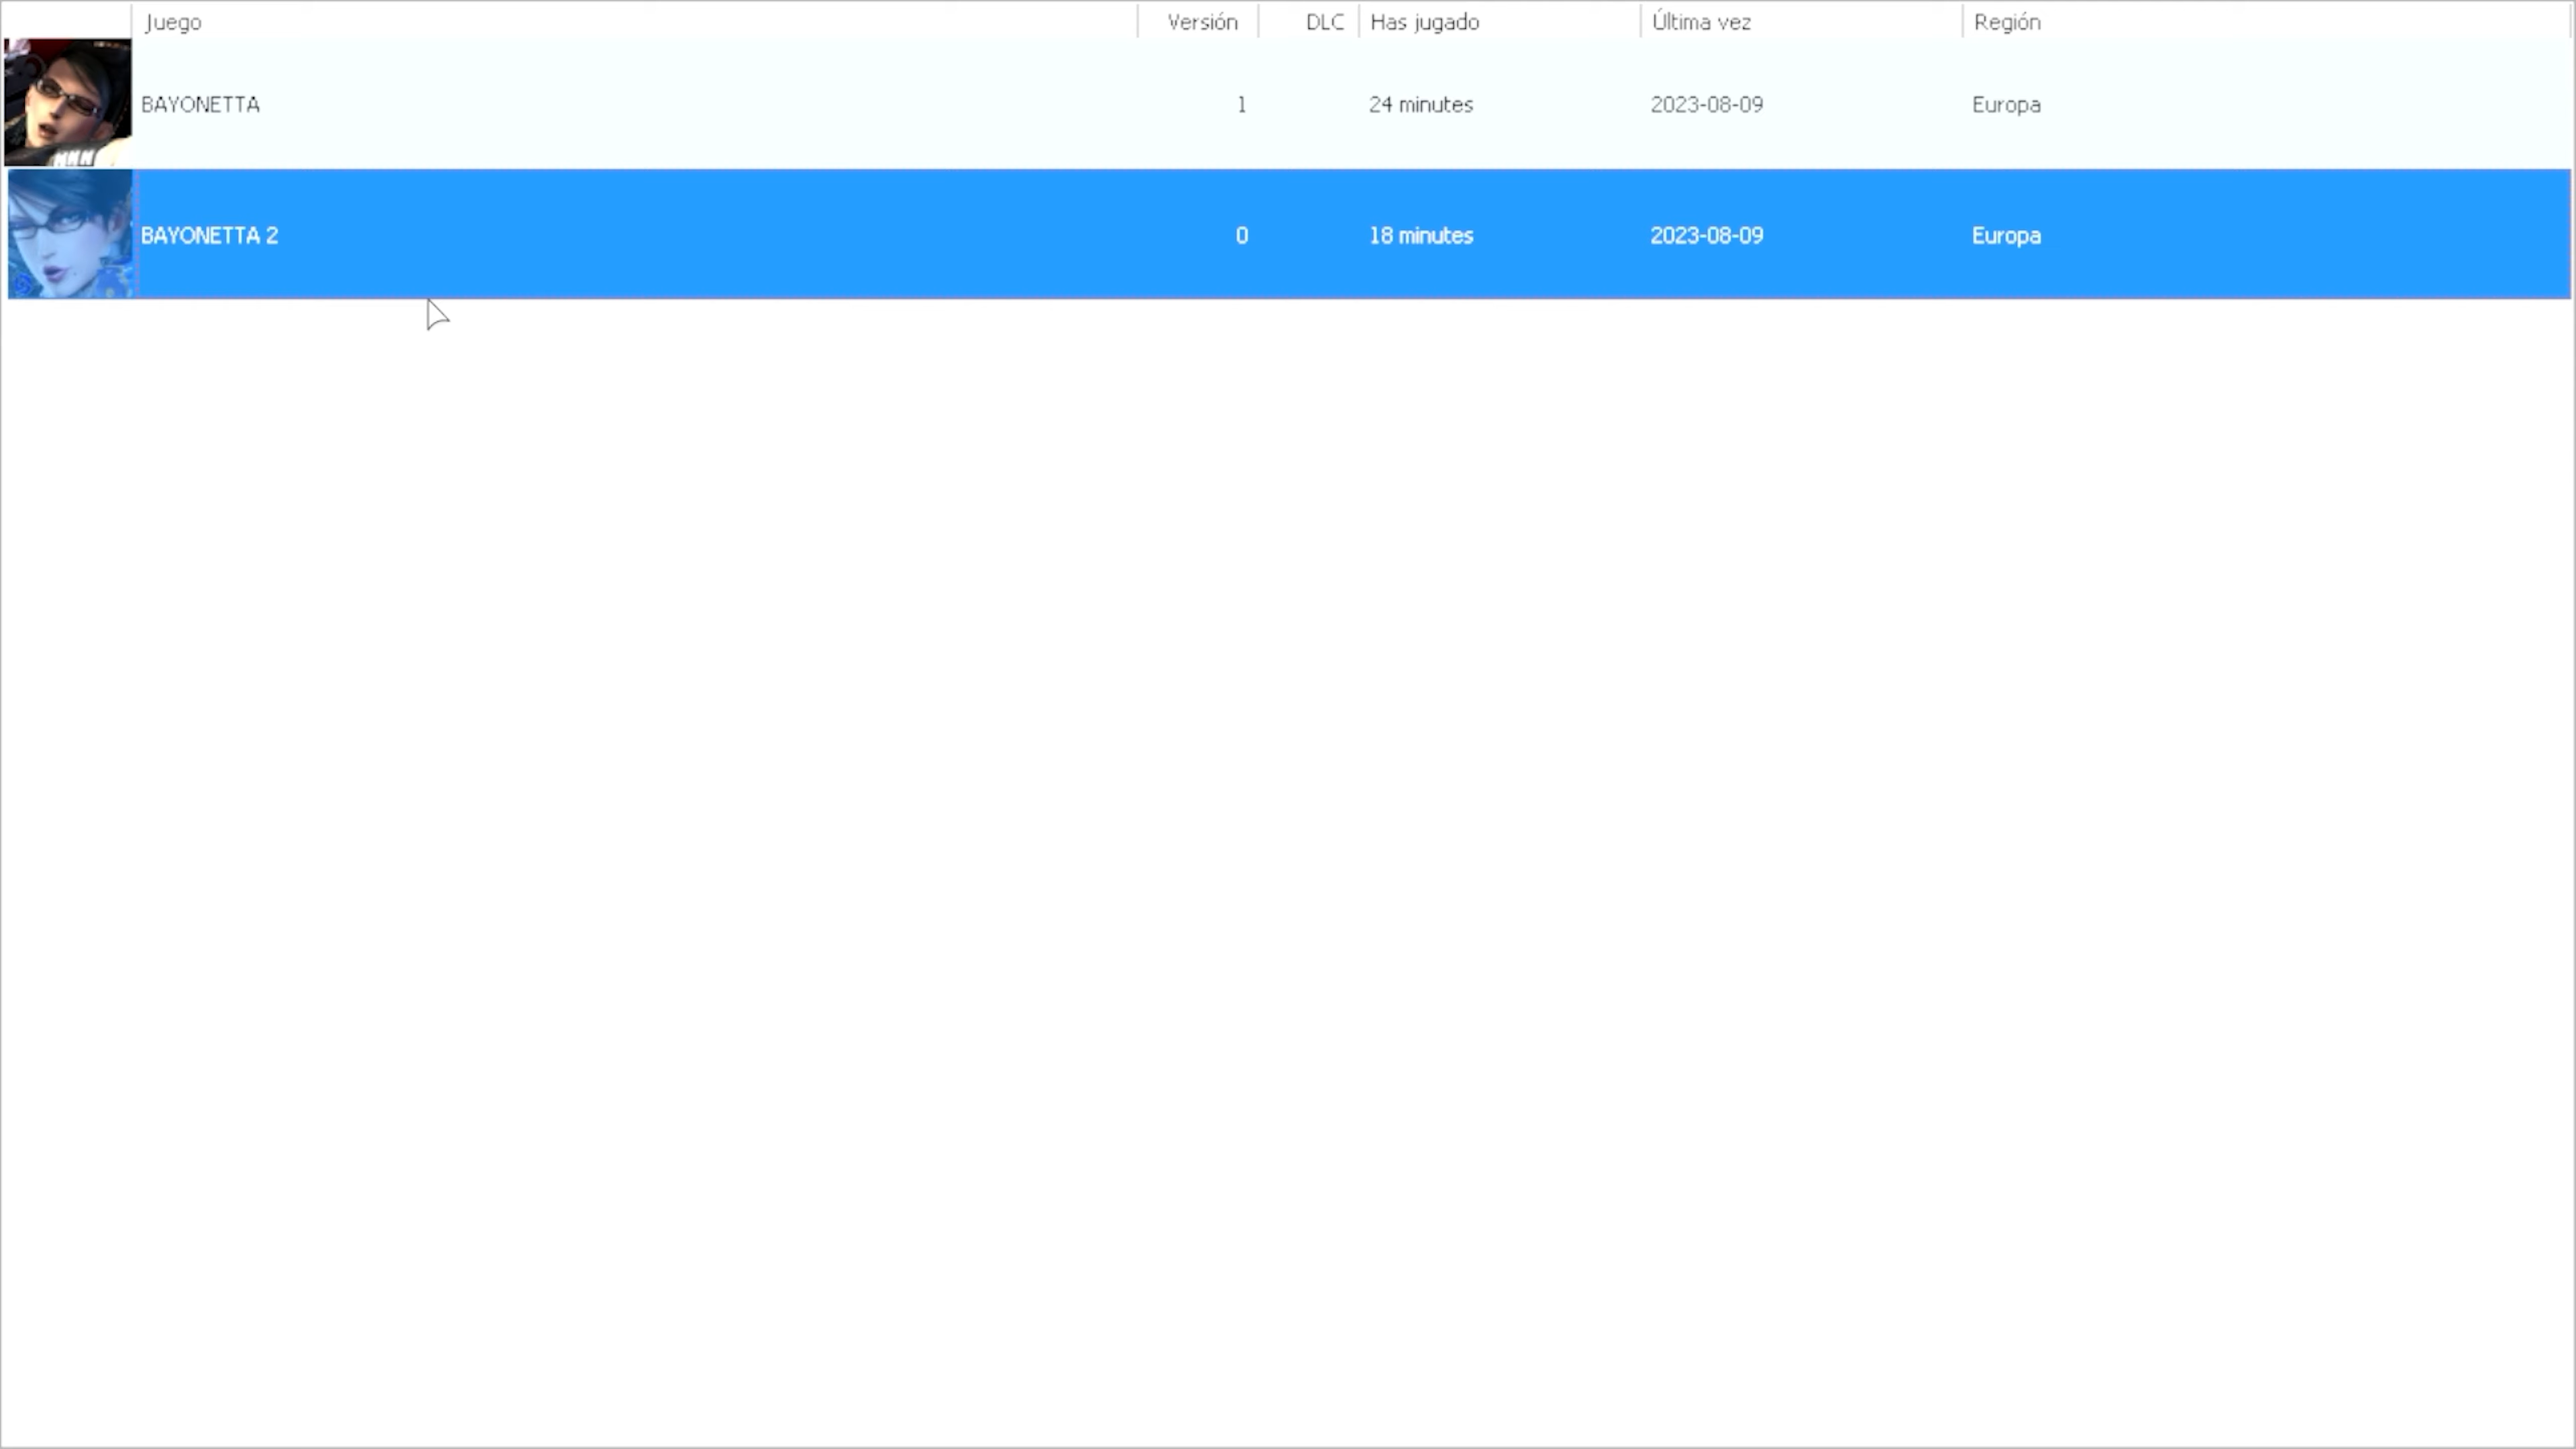 Juego Versión DLC Has jugado Última vez Región
BAYONETTA 1 24 minutes 2023-08-09 Europa
BAYONETTA 2 0 18 minutes 2023-08-09 Europa